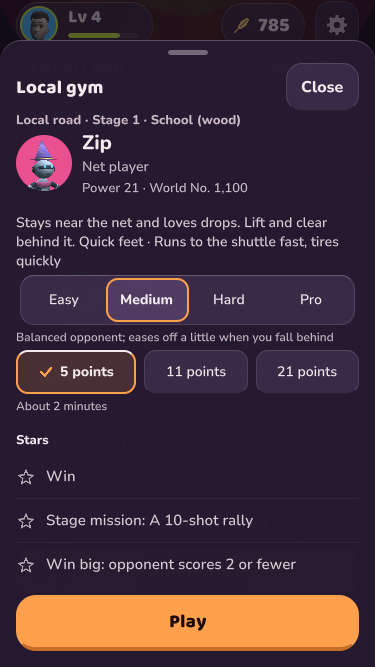 Lv 4
785
Local gym
Close
Local road · Stage 1 · School (wood)
Zip
Net player
Power 21 · World No. 1,100
Stays near the net and loves drops. Lift and clear
behind it. Quick feet · Runs to the shuttle fast, tires
quickly
Easy
Medium
Hard
Pro
Balanced opponent; eases off a little when you fall behind
5 points
11 points
21 points
About 2 minutes
Stars
Win
Stage mission: A 10-shot rally
Win big: opponent scores 2 or fewer
Play